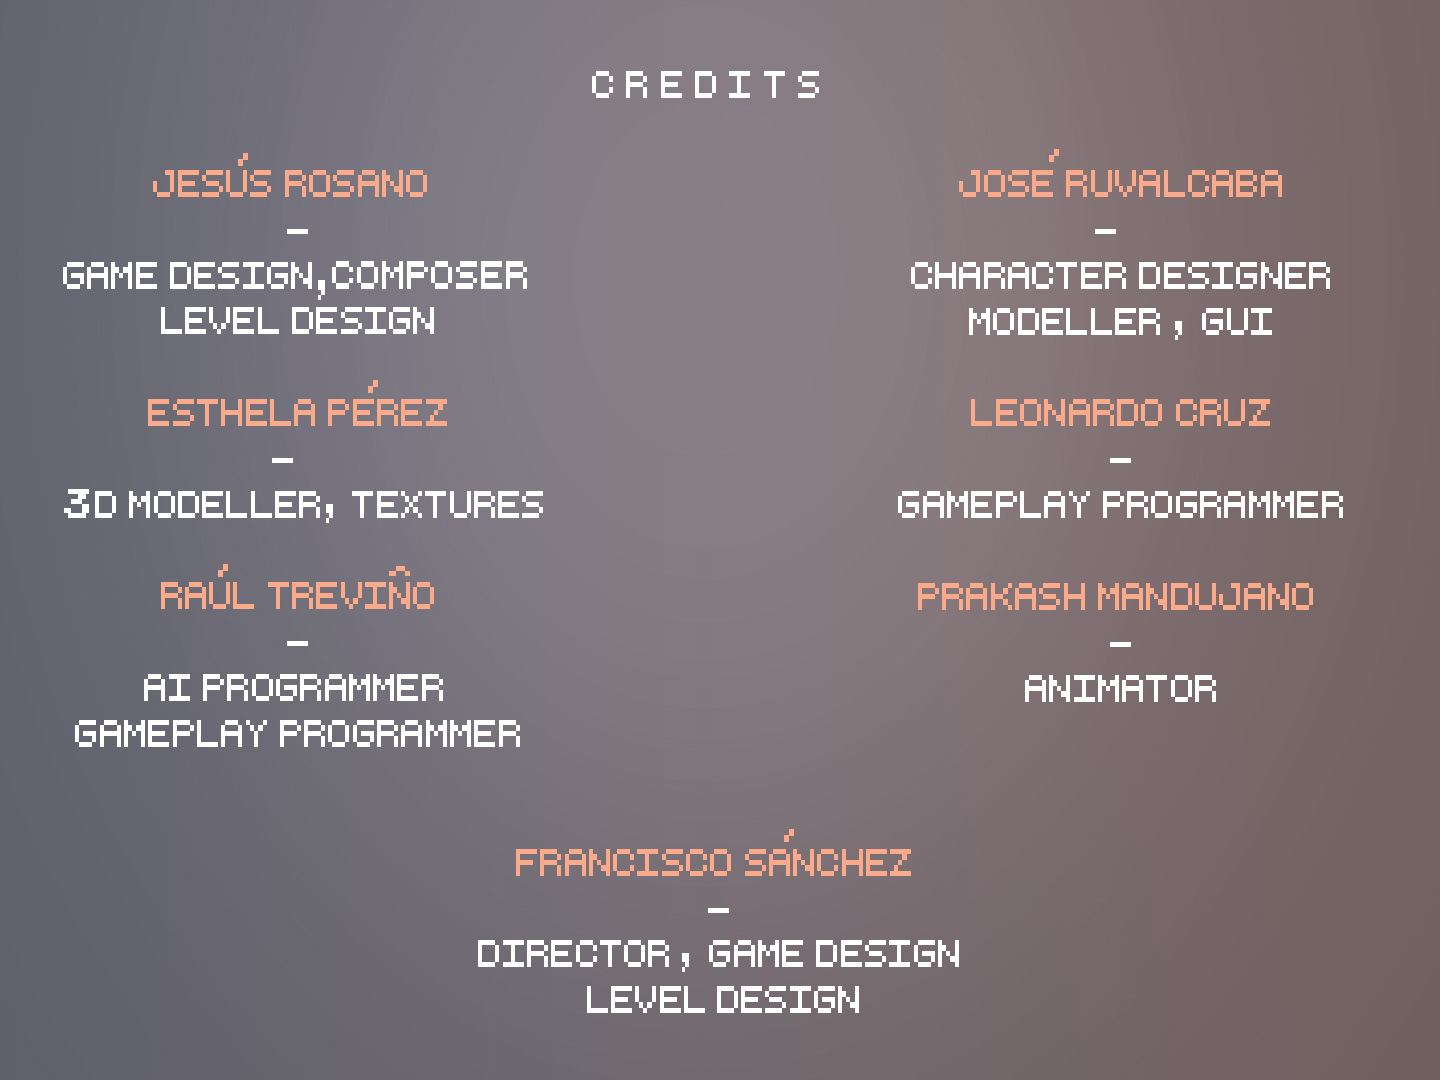 CREDITS
JESÚS ROSANO
–
GAME DESIGN,COMPOSER
LEVEL DESIGN
JOSÉ RUVALCABA
–
CHARACTER DESIGNER
MODELLER , GUI
ESTHELA PÉREZ
–
3D MODELLER, TEXTURES
LEONARDO CRUZ
–
GAMEPLAY PROGRAMMER
RAÚL TREVIÑO
–
AI PROGRAMMER
GAMEPLAY PROGRAMMER
PRAKASH MANDUJANO
–
ANIMATOR
FRANCISCO SÁNCHEZ
–
DIRECTOR , GAME DESIGN
LEVEL DESIGN